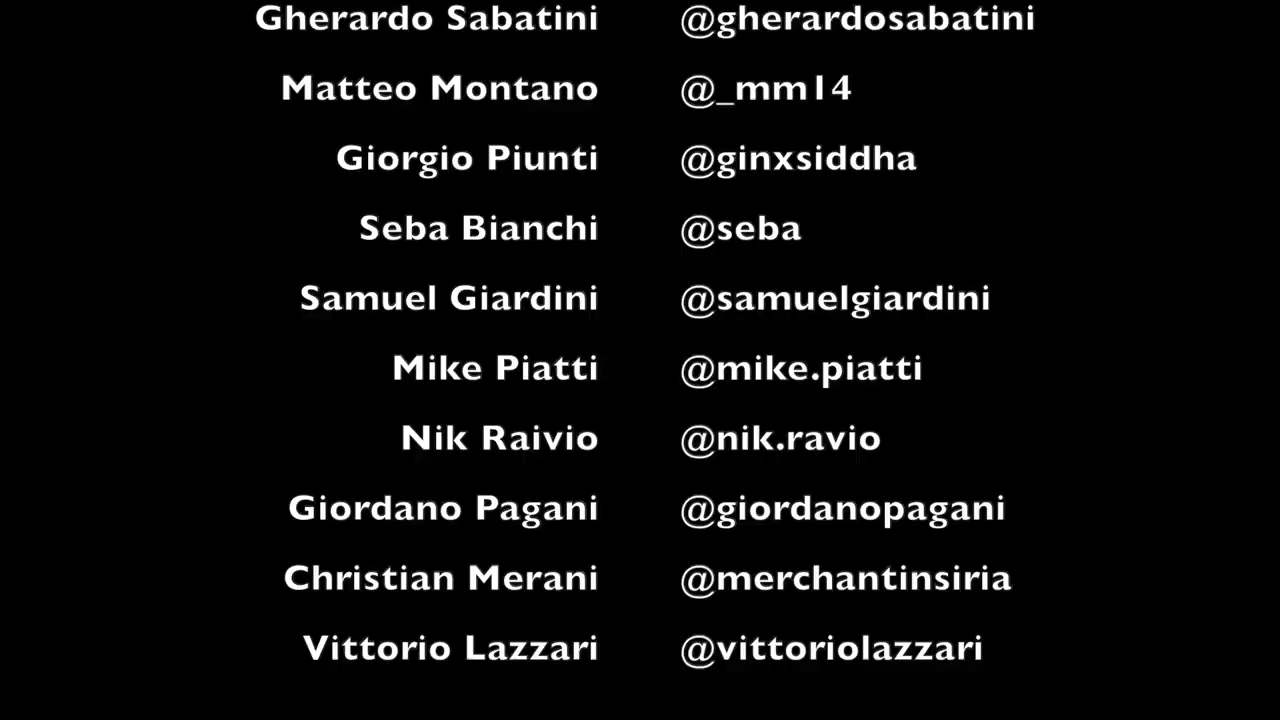 Gherardo Sabatini @gherardosabatini
Matteo Montano @_mm14
Giorgio Piunti @ginxsiddha
Seba Bianchi @seba
Samuel Giardini @samuelgiardini
Mike Piatti @mike.piatti
Nik Raivio @nik.ravio
Giordano Pagani @giordanopagani
Christian Merani @merchantinsiria
Vittorio Lazzari @vittoriolazzari